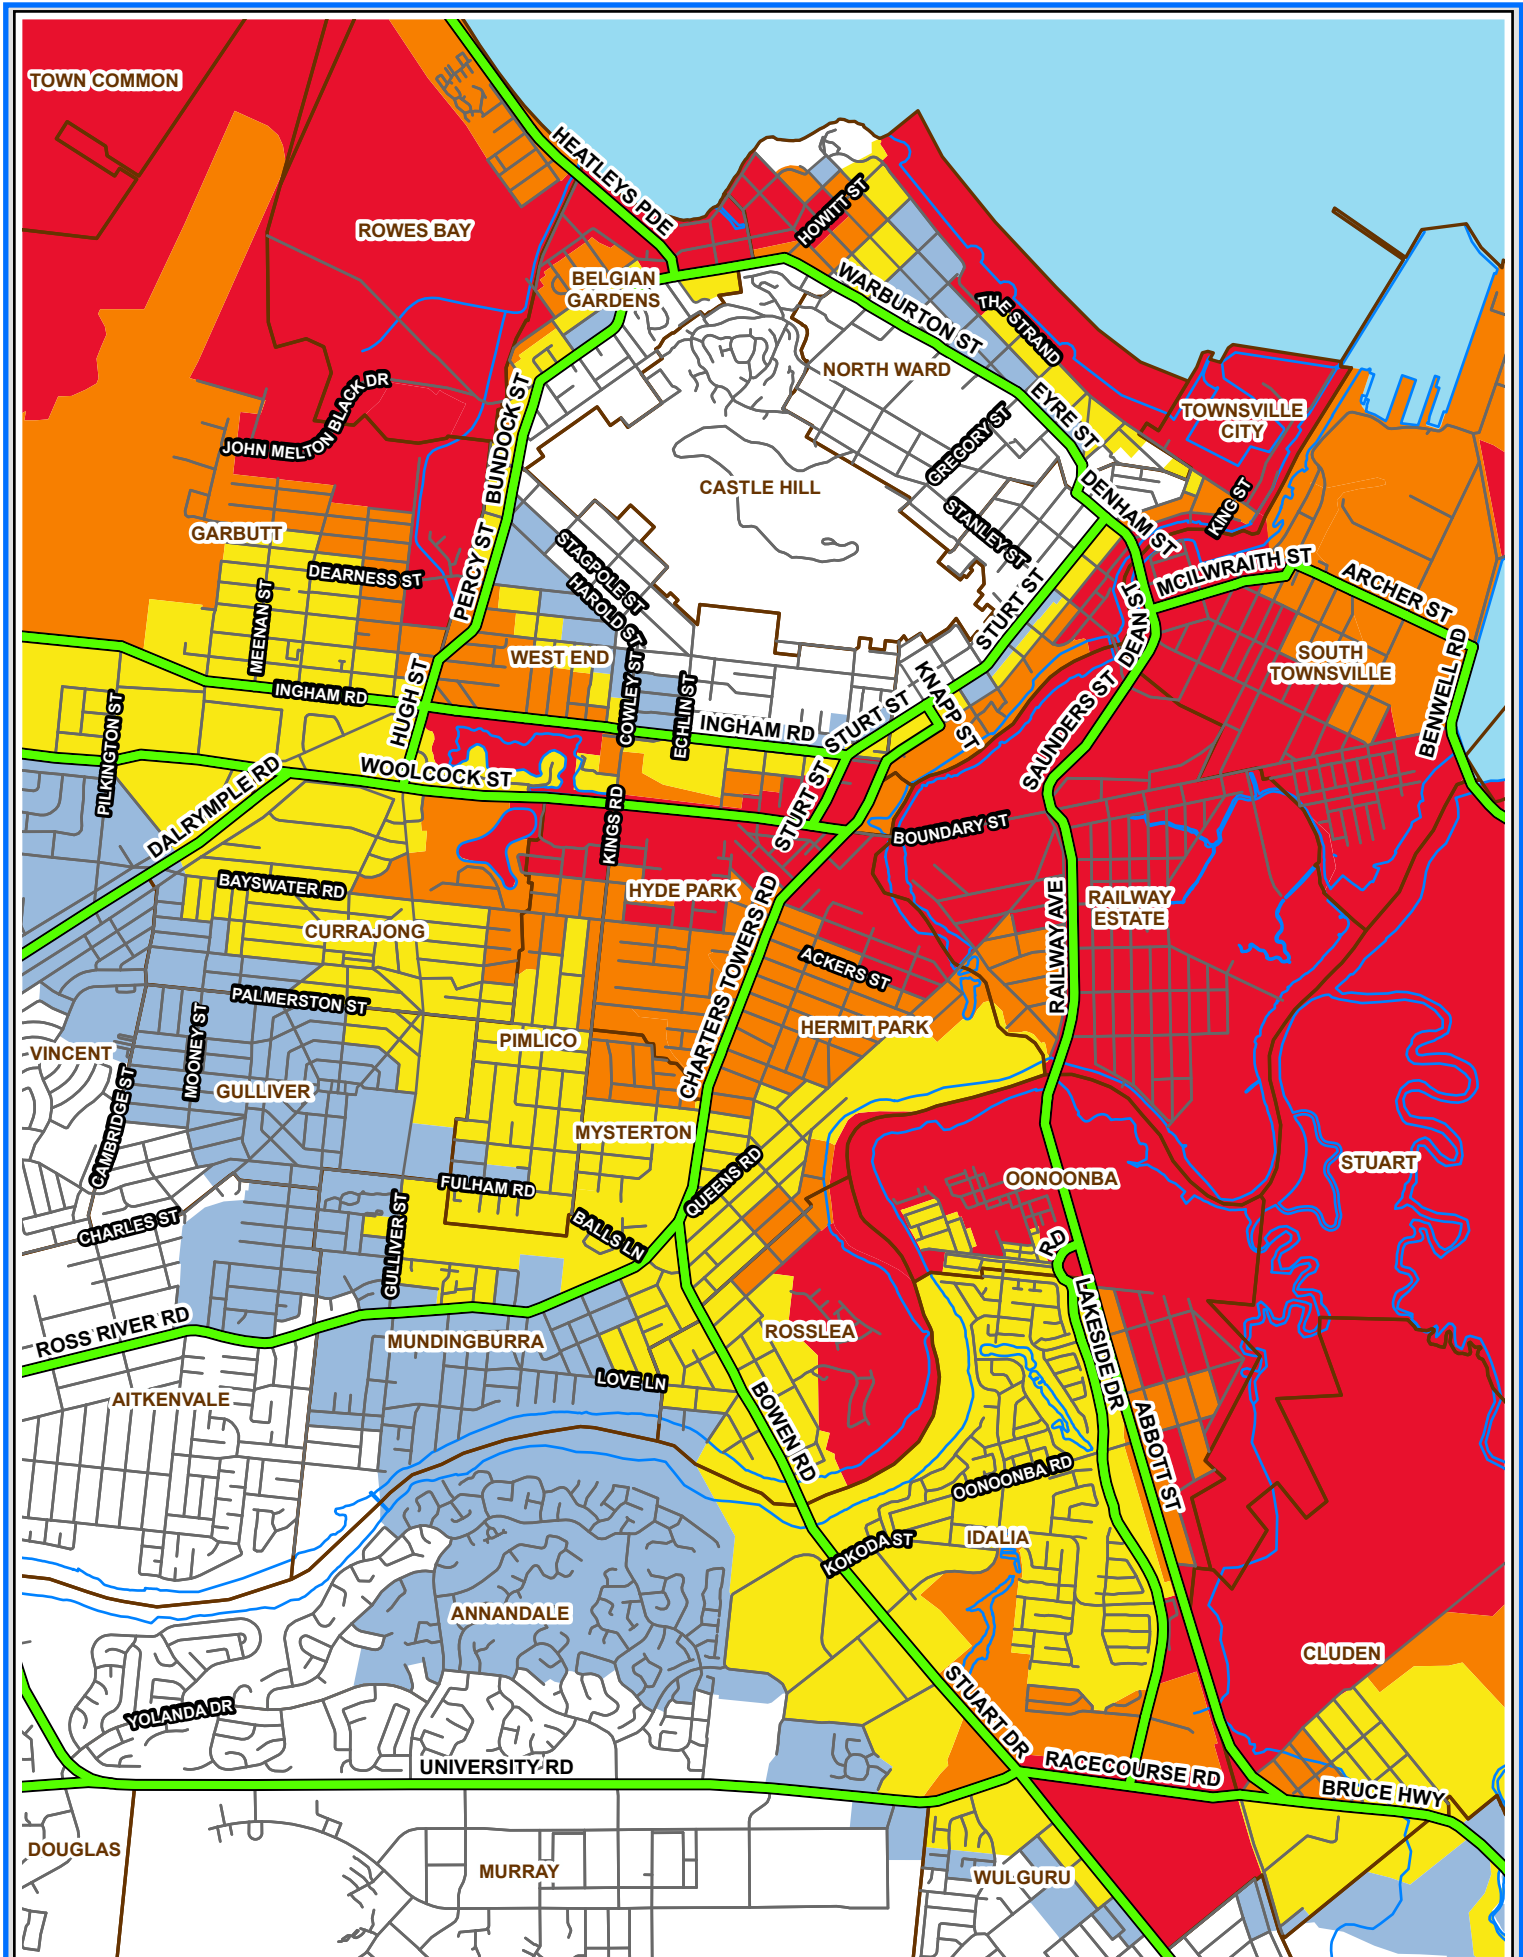 TOWN COMMON
HEATLEYS PDE
ROWES BAY
HOWITT ST
BELGIAN
GARDENS
WARBURTON ST
THE STRAND
NORTH WARD
JOHN MELTON BLACK DR
EYRE ST
TOWNSVILLE
CITY
BUNDOCK ST
GREGORY ST
CASTLE HILL
DENHAM ST
KING ST
GARBUTT
STANLEY ST
STAGPOLE ST
PERCY ST
DEARNESS ST
HAROLD ST
MCILWRAITH ST
ARCHER ST
MEENAN ST
STURT ST
DEAN ST
WEST END
SOUTH
TOWNSVILLE
COWLEY ST
BENWELL RD
INGHAM RD
HUGH ST
ECHLIN ST
KNAPP ST
INGHAM RD
STURT ST
SAUNDERS ST
PILKINGTON ST
WOOLCOCK ST
DALRYMPLE RD
STURT ST
KINGS RD
BOUNDARY ST
BAYSWATER RD
HYDE PARK
RAILWAY
ESTATE
CURRAJONG
CHARTERS TOWERS RD
RAILWAY AVE
ACKERS ST
PALMERSTON ST
HERMIT PARK
VINCENT
MOONEY ST
PIMLICO
GULLIVER
CAMBRIDGE ST
MYSTERTON
STUART
OONOONBA
QUEENS RD
FULHAM RD
CHARLES ST
GULLIVER ST
BALLS LN
RD
ROSS RIVER RD
MUNDINGBURRA
ROSSLEA
LAKESIDE DR
LOVE LN
AITKENVALE
BOWEN RD
ABBOTT ST
OONOONBA RD
KOKODA ST
IDALIA
ANNANDALE
CLUDEN
YOLANDA DR
STUART DR
UNIVERSITY RD
RACECOURSE RD
BRUCE HWY
DOUGLAS
MURRAY
WULGURU